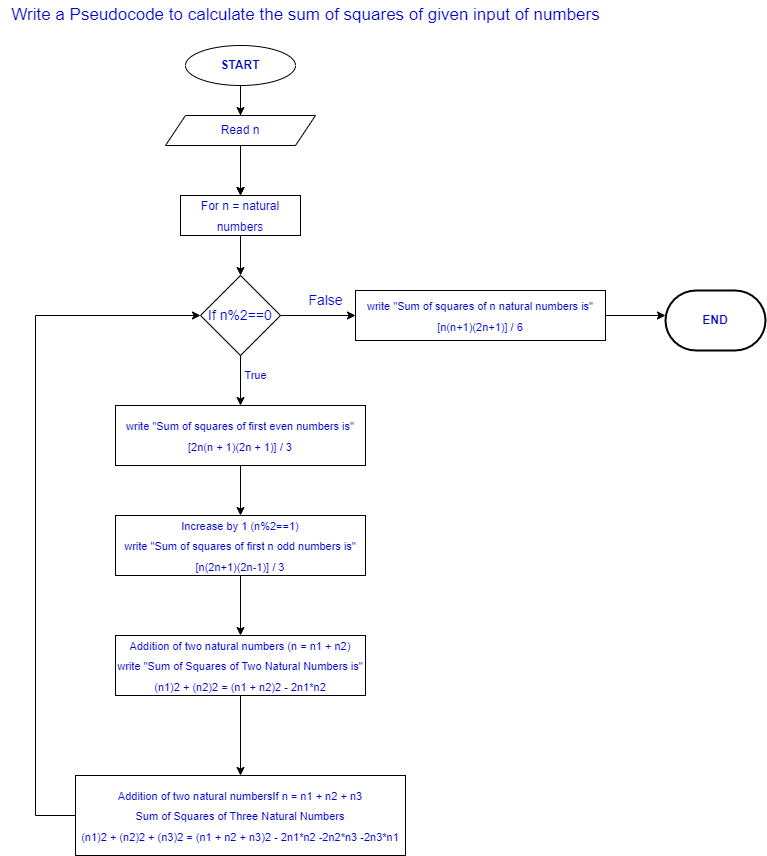 Write a Pseudocode to calculate the sum of squares of given input of numbers
START
Read n
For n = natural
numbers
If n%2==0
False
write "Sum of squares of n natural numbers is"
[n(n+1)(2n+1)] / 6
END
True
write "Sum of squares of first even numbers is"
[2n(n + 1)(2n + 1)] / 3
Increase by 1 (n%2==1)
write "Sum of squares of first n odd numbers is"
[n(2n+1)(2n-1)] / 3
Addition of two natural numbers (n = n1 + n2)
write "Sum of Squares of Two Natural Numbers is"
(n1)2 + (n2)2 = (n1 + n2)2 - 2n1*n2
Addition of two natural numbersIf n = n1 + n2 + n3
Sum of Squares of Three Natural Numbers
(n1)2 + (n2)2 + (n3)2 = (n1 + n2 + n3)2 - 2n1*n2 -2n2*n3 -2n3*n1